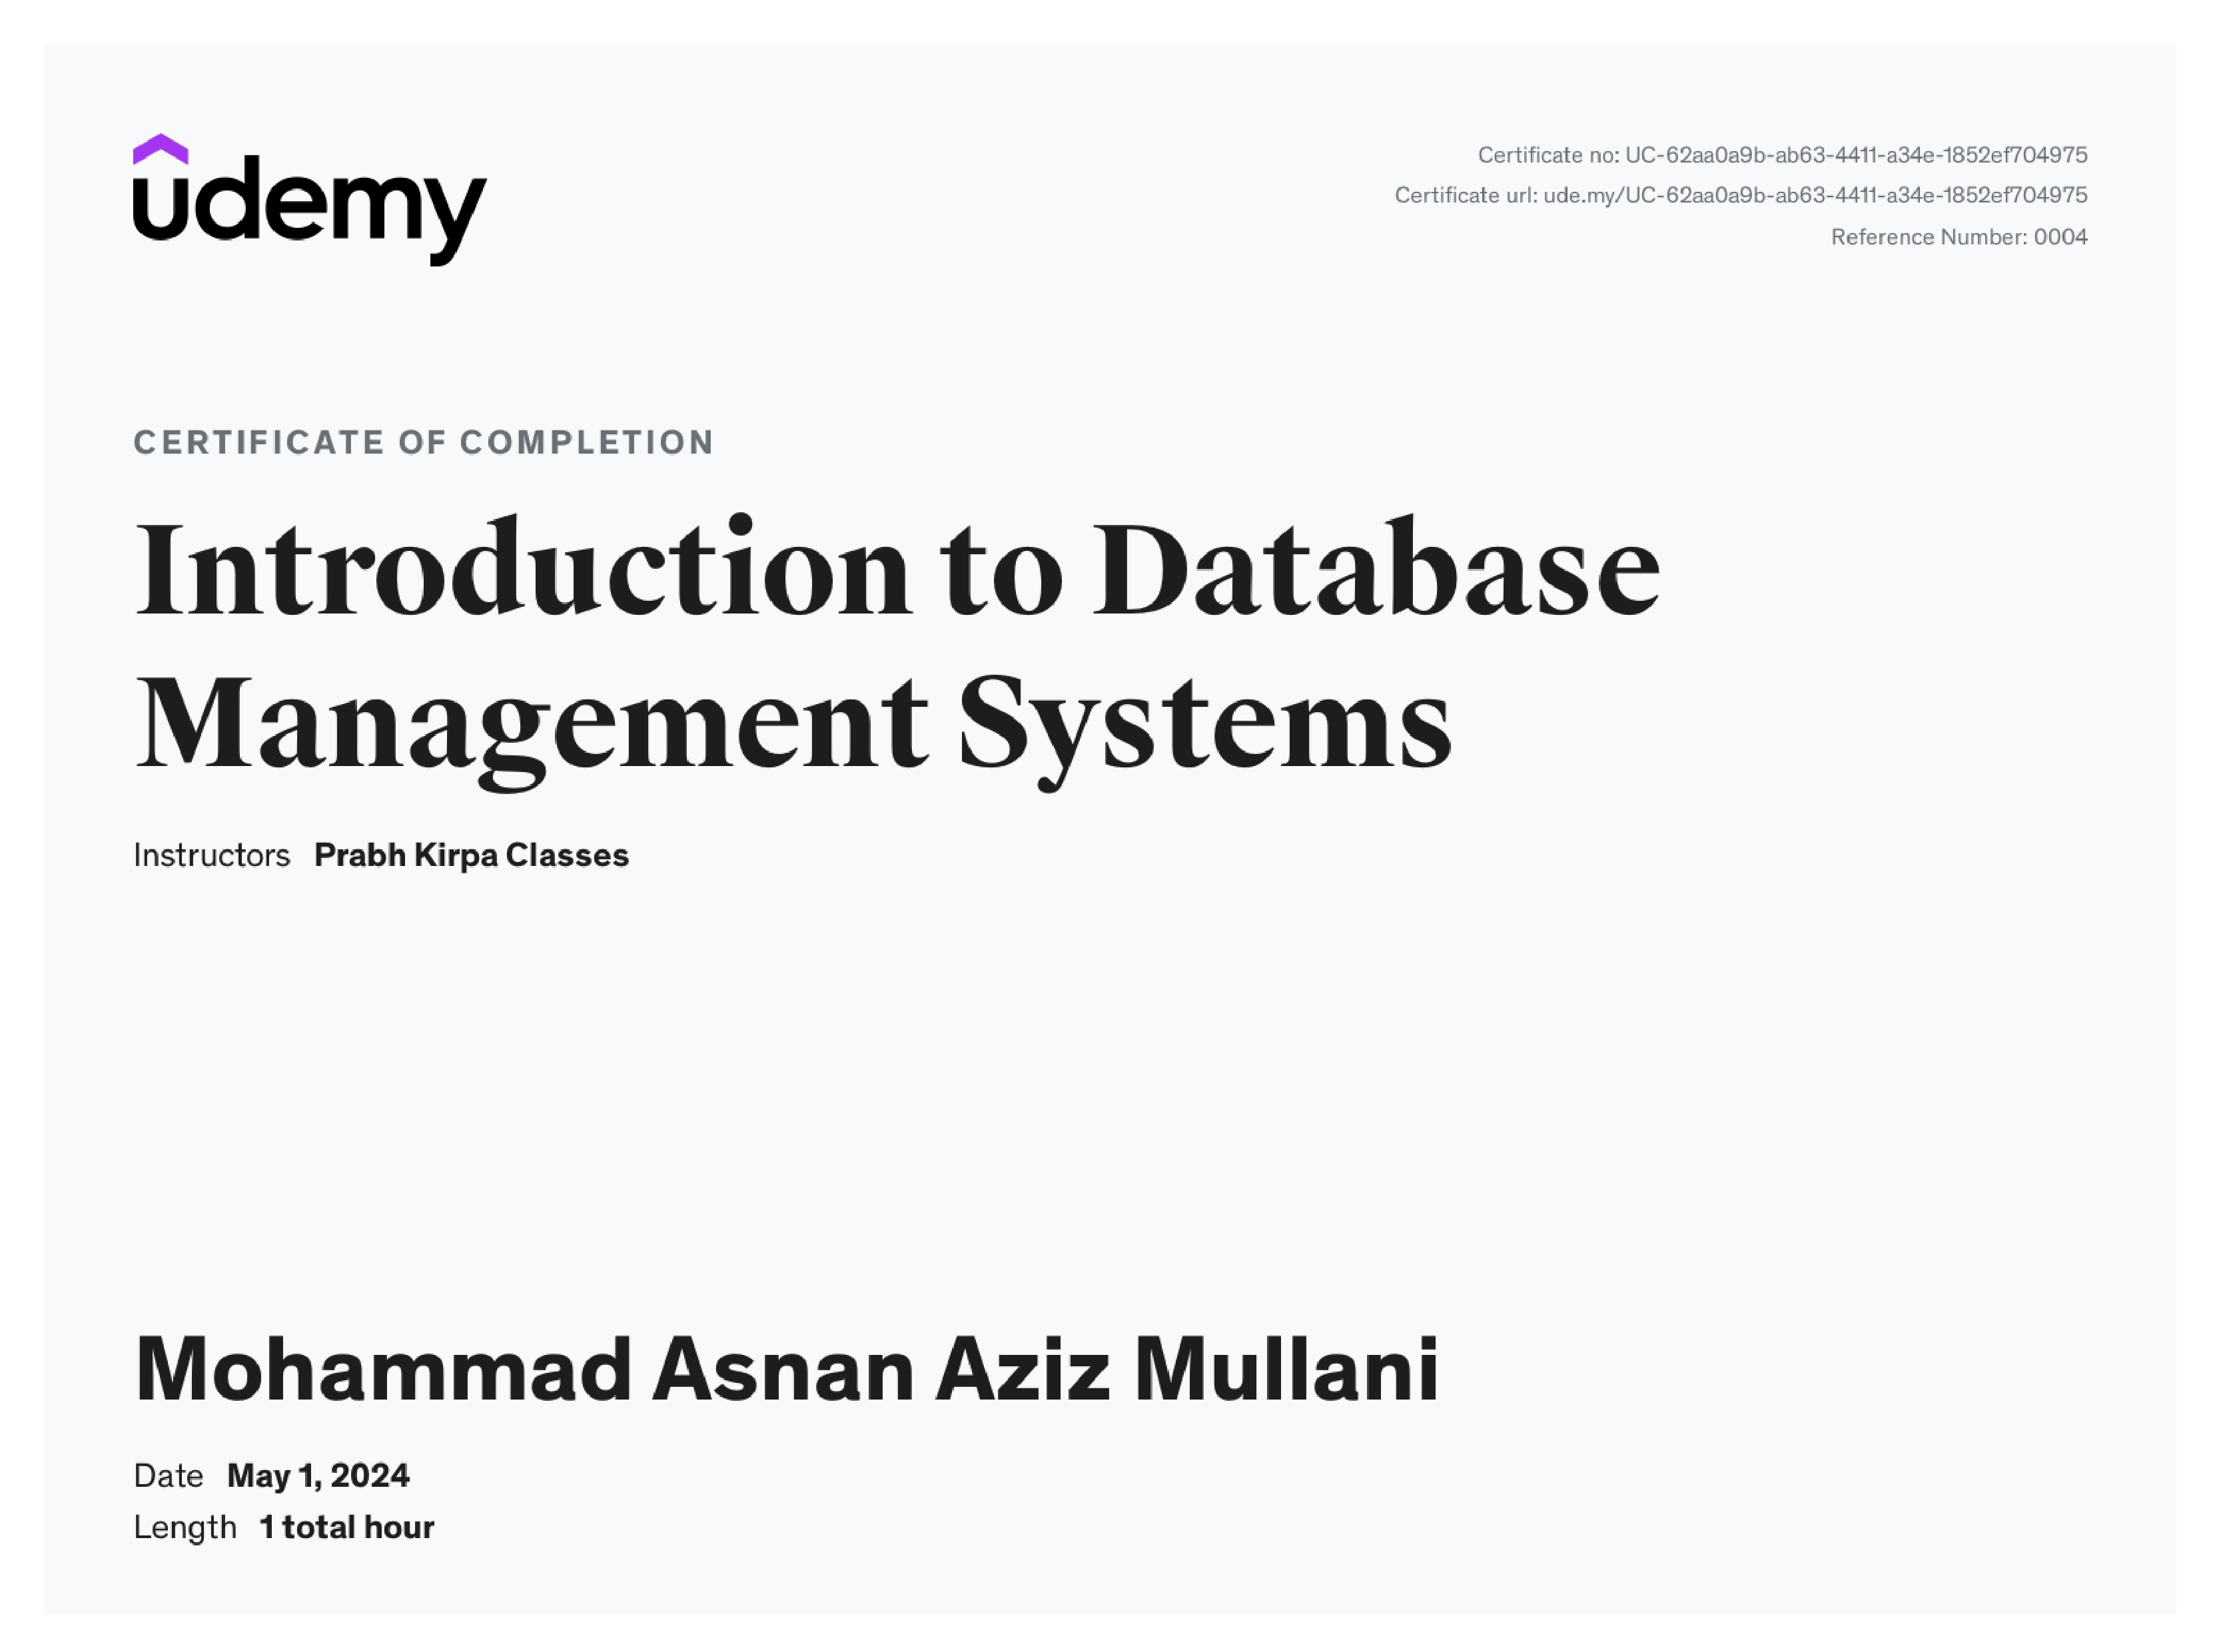 udemy
Certificate no: UC-62aa0a9b-ab63-4411-a34e-1852ef704975
Certificate url: ude.my/UC-62aa0a9b-ab63-4411-a34e-1852ef704975
Reference Number: 0004
CERTIFICATE OF COMPLETION
Introduction to Database
Management Systems
Instructors Prabh Kirpa Classes
Mohammad Asnan Aziz Mullani
Date May 1, 2024
Length 1 total hour